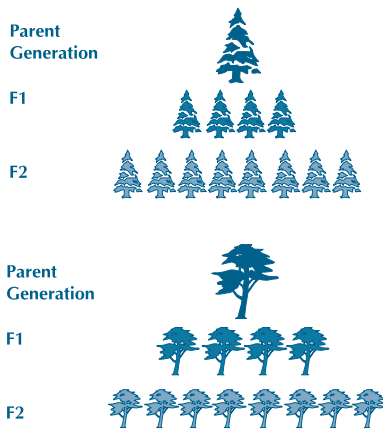 Parent
Generation
F1
F2
Parent
Generation
F1
F2